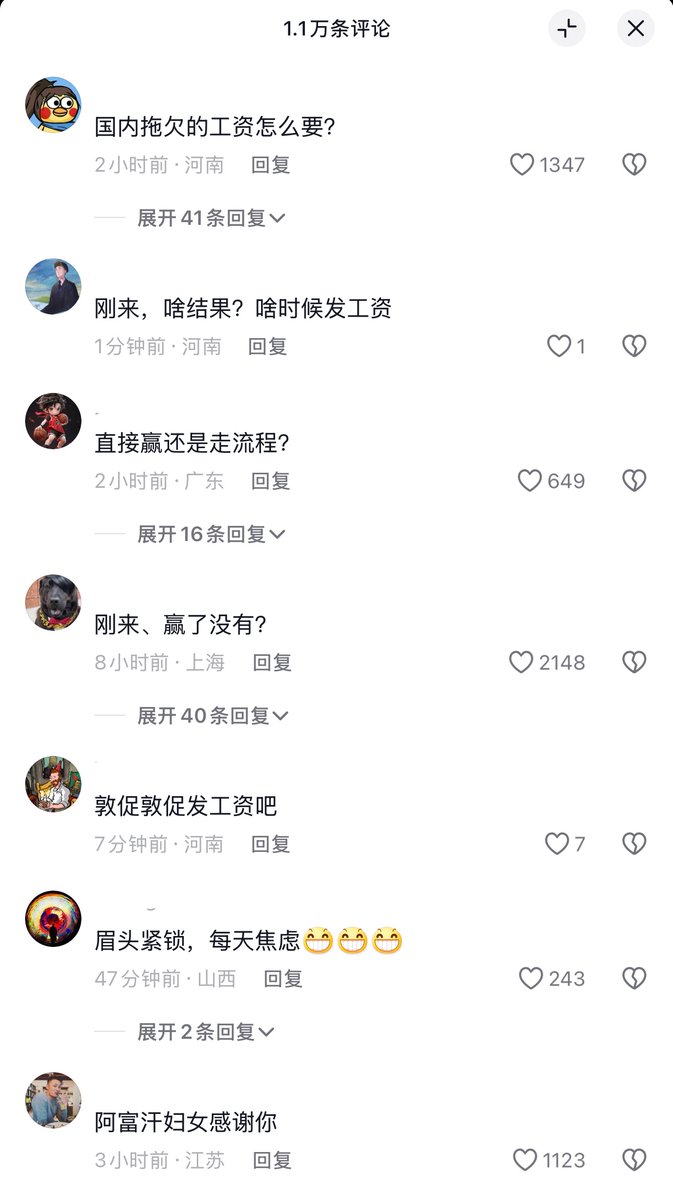 1.1万条评论
国内拖欠的工资怎么要?
2小时前·河南 回复 1347
展开41条回复
刚来，啥结果？啥时候发工资
1分钟前·河南 回复 1
直接赢还是走流程?
2小时前·广东 回复 649
展开16条回复
刚来、赢了没有?
8小时前·上海 回复 2148
展开40条回复
敦促敦促发工资吧
7分钟前·河南 回复 7
眉头紧锁，每天焦虑😁😁😁
47分钟前·山西 回复 243
展开2条回复
阿富汗妇女感谢你
3小时前·江苏 回复 1123